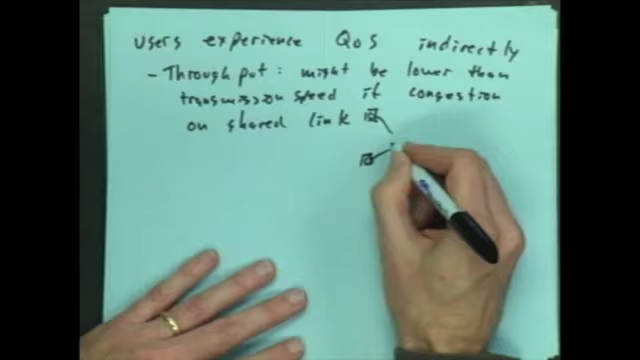 users experience QoS indirectly
- Throughput: might be lower than
transmission speed if congestion
on shared link